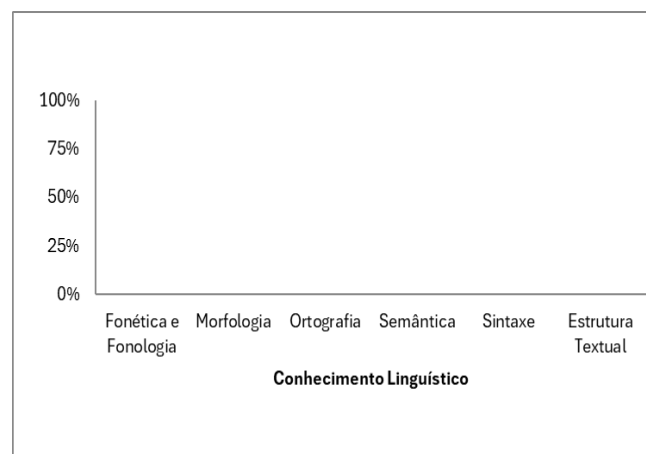 100%
75%
50%
25%
0%
Fonética e Morfologia Ortografia Semântica Sintaxe Estrutura
Fonologia Textual
Conhecimento Linguístico